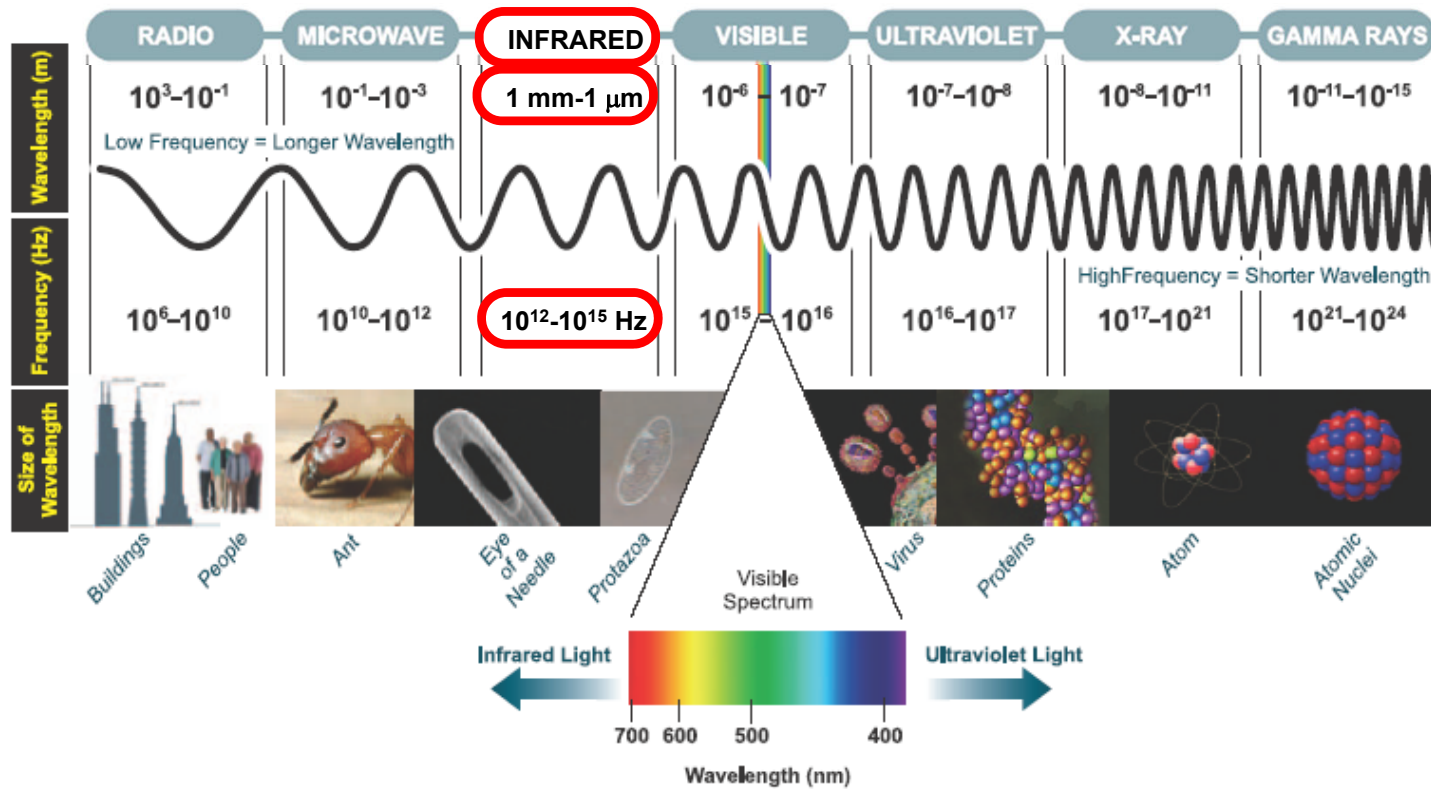 RADIO
MICROWAVE
INFRARED
VISIBLE
ULTRAVIOLET
X-RAY
GAMMA RAYS
Wavelength (m)
10³–10⁻¹
10⁻¹–10⁻³
1 mm-1 μm
10⁻⁶
10⁻⁷
10⁻⁷–10⁻⁸
10⁻⁸–10⁻¹¹
10⁻¹¹–10⁻¹⁵
Low Frequency = Longer Wavelength
Frequency (Hz)
HighFrequency = Shorter Wavelength
10⁶–10¹⁰
10¹⁰–10¹²
10¹²-10¹⁵ Hz
10¹⁵ – 10¹⁶
10¹⁶–10¹⁷
10¹⁷–10²¹
10²¹–10²⁴
Size of
Wavelength
Buildings
People
Ant
Eye
of a
Needle
Protazoa
Virus
Proteins
Atom
Atomic
Nuclei
Visible
Spectrum
Infrared Light
Ultraviolet Light
700
600
500
400
Wavelength (nm)